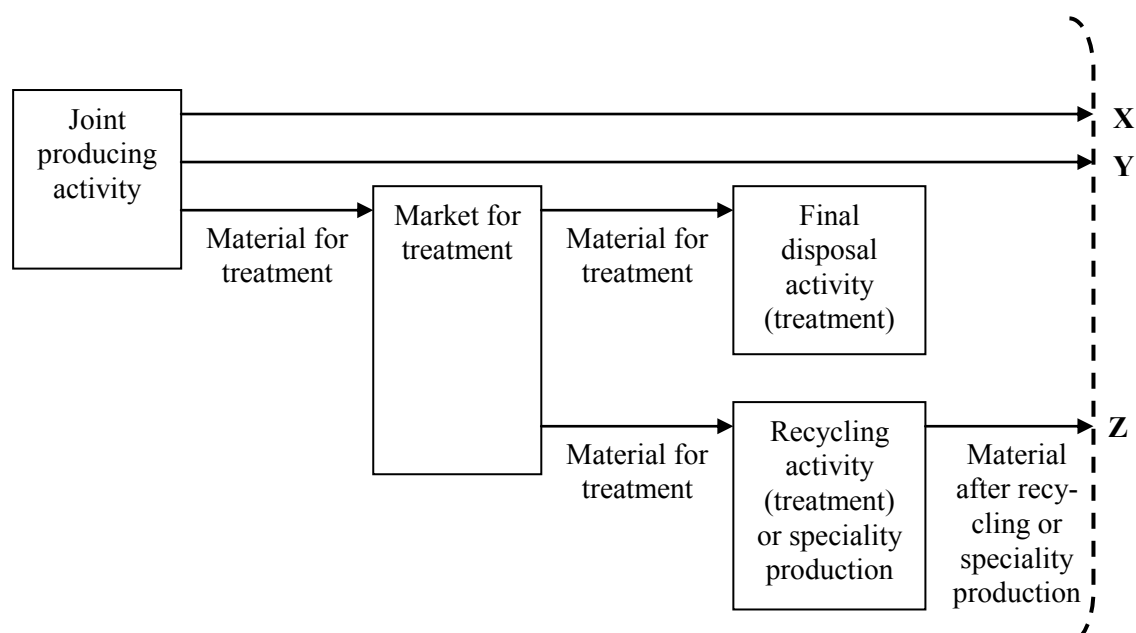 Joint
producing
activity
X
Y
Material for
treatment
Market for
treatment
Material for
treatment
Final
disposal
activity
(treatment)
Material for
treatment
Recycling
activity
(treatment)
or speciality
production
Z
Material
after recy-
cling or
speciality
production